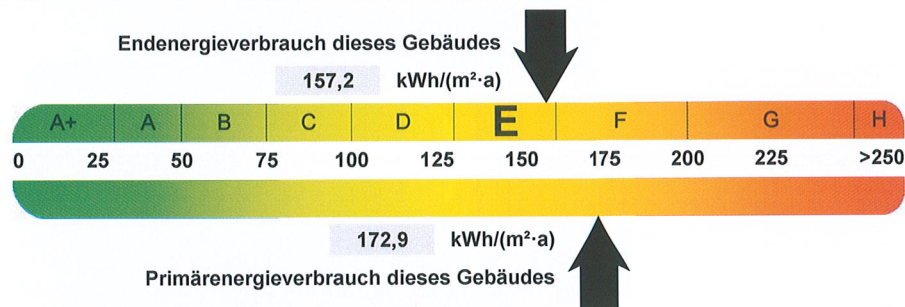 Endenergieverbrauch dieses Gebäudes
157,2 kWh/(m²·a)
A+ A B C D E F G H
0 25 50 75 100 125 150 175 200 225 >250
172,9 kWh/(m²·a)
Primärenergieverbrauch dieses Gebäudes